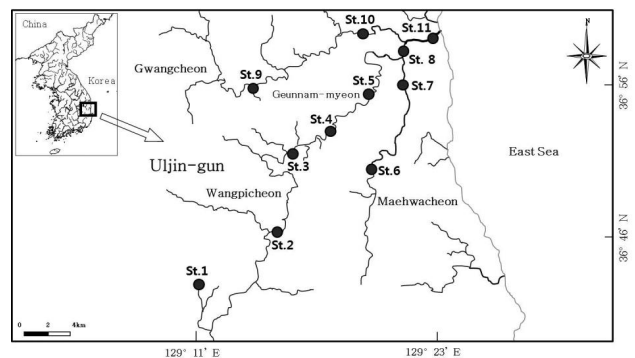 China
Korea
N
St.10
St.11
St. 8
Gwangcheon
St.9
St.5
St.7
Geunnam-myeon
36° 56' N
St.4
St.3
Uljin-gun
East Sea
St.6
Wangpicheon
Maehwacheon
St.2
36° 46' N
St.1
0 2 4km
129° 11' E
129° 23' E